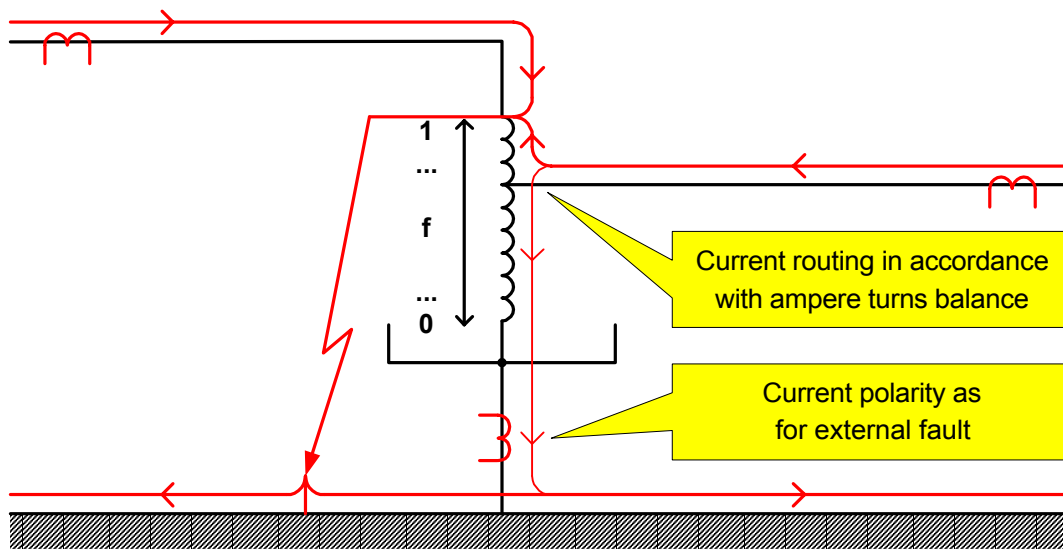 1
...
f
...
0
Current routing in accordance
with ampere turns balance
Current polarity as
for external fault